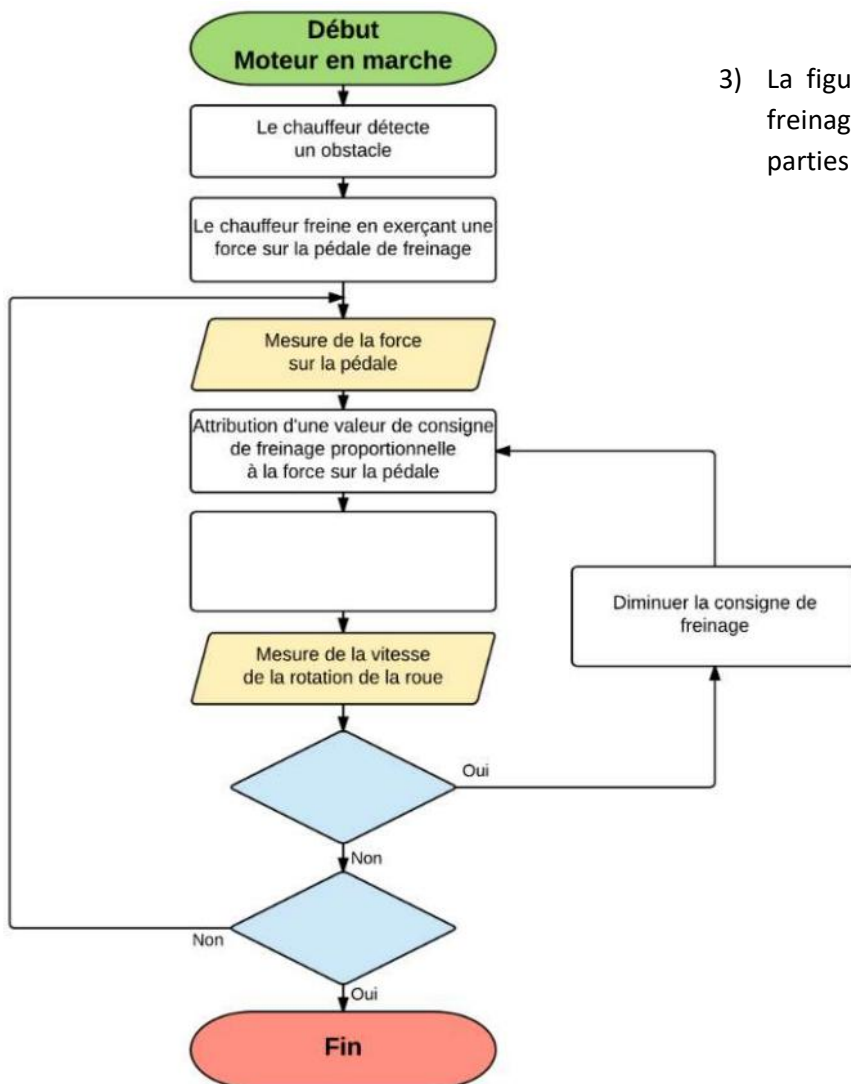 Début
Moteur en marche
3) La figu
freinag
parties
Le chauffeur détecte
un obstacle
Le chauffeur freine en exerçant une
force sur la pédale de freinage
Mesure de la force
sur la pédale
Attribution d'une valeur de consigne
de freinage proportionnelle
à la force sur la pédale
Diminuer la consigne de
freinage
Mesure de la vitesse
de la rotation de la roue
Oui
Non
Non
Oui
Fin